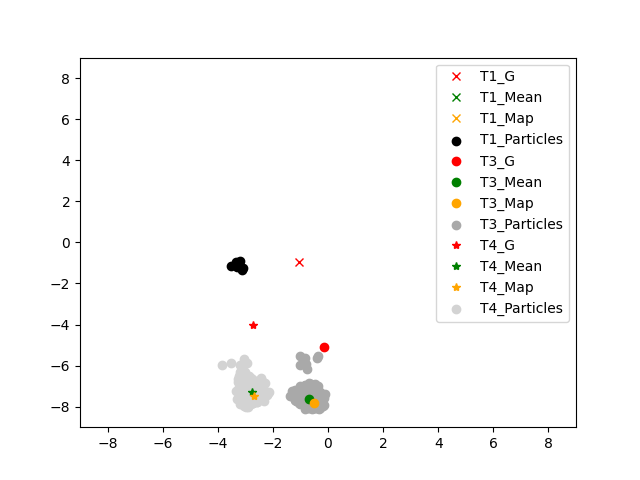 8
6
4
2
0
−2
−4
−6
−8
−8 −6 −4 −2 0 2 4 6 8
T1_G
T1_Mean
T1_Map
T1_Particles
T3_G
T3_Mean
T3_Map
T3_Particles
T4_G
T4_Mean
T4_Map
T4_Particles